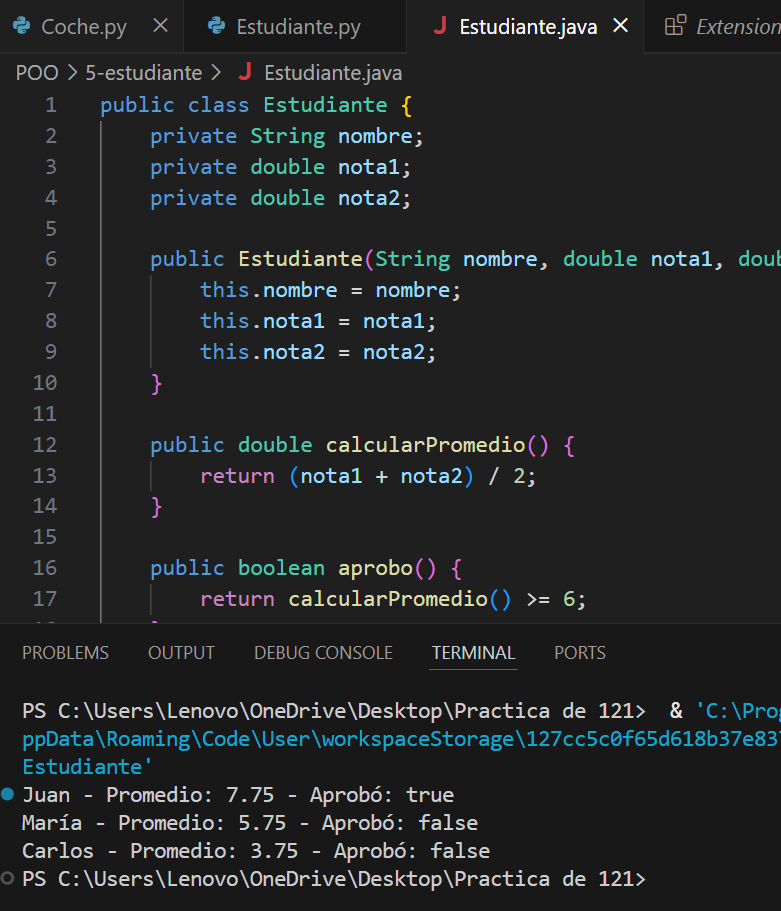 Coche.py Estudiante.py Estudiante.java Extension
POO > 5-estudiante > Estudiante.java
1 public class Estudiante {
2 private String nombre;
3 private double nota1;
4 private double nota2;
5
6 public Estudiante(String nombre, double nota1, dou
7 this.nombre = nombre;
8 this.nota1 = nota1;
9 this.nota2 = nota2;
10 }
11
12 public double calcularPromedio() {
13 return (nota1 + nota2) / 2;
14 }
15
16 public boolean aprobo() {
17 return calcularPromedio() >= 6;
PROBLEMS OUTPUT DEBUG CONSOLE TERMINAL PORTS
PS C:\Users\Lenovo\OneDrive\Desktop\Practica de 121> & 'C:\Prog
ppData\Roaming\Code\User\workspaceStorage\127cc5c0f65d618b37e837
Estudiante'
Juan - Promedio: 7.75 - Aprobó: true
María - Promedio: 5.75 - Aprobó: false
Carlos - Promedio: 3.75 - Aprobó: false
PS C:\Users\Lenovo\OneDrive\Desktop\Practica de 121>